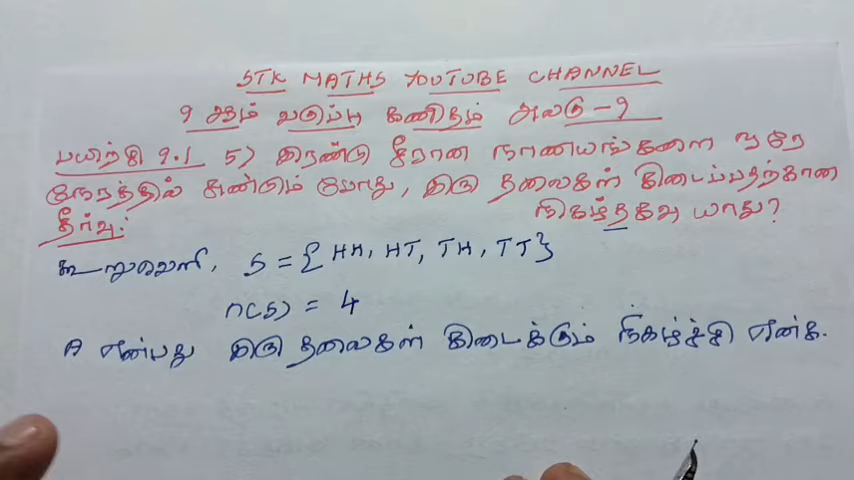 STK MATHS YOUTUBE CHANNEL
9 ஆம் வகுப்பு கணிதம் அலகு - 9
பயிற்சி 9.1 5) இரண்டு சீரான நாணயங்களை ஒரே
நேரத்தில் சுண்டும் போது, இரு தலைகள் கிடைப்பதற்கான
நிகழ்தகவு யாது?
தீர்வு:
கூறுவெளி, S = {HH, HT, TH, TT}
n(S) = 4
A என்பது இரு தலைகள் கிடைக்கும் நிகழ்ச்சி என்க.